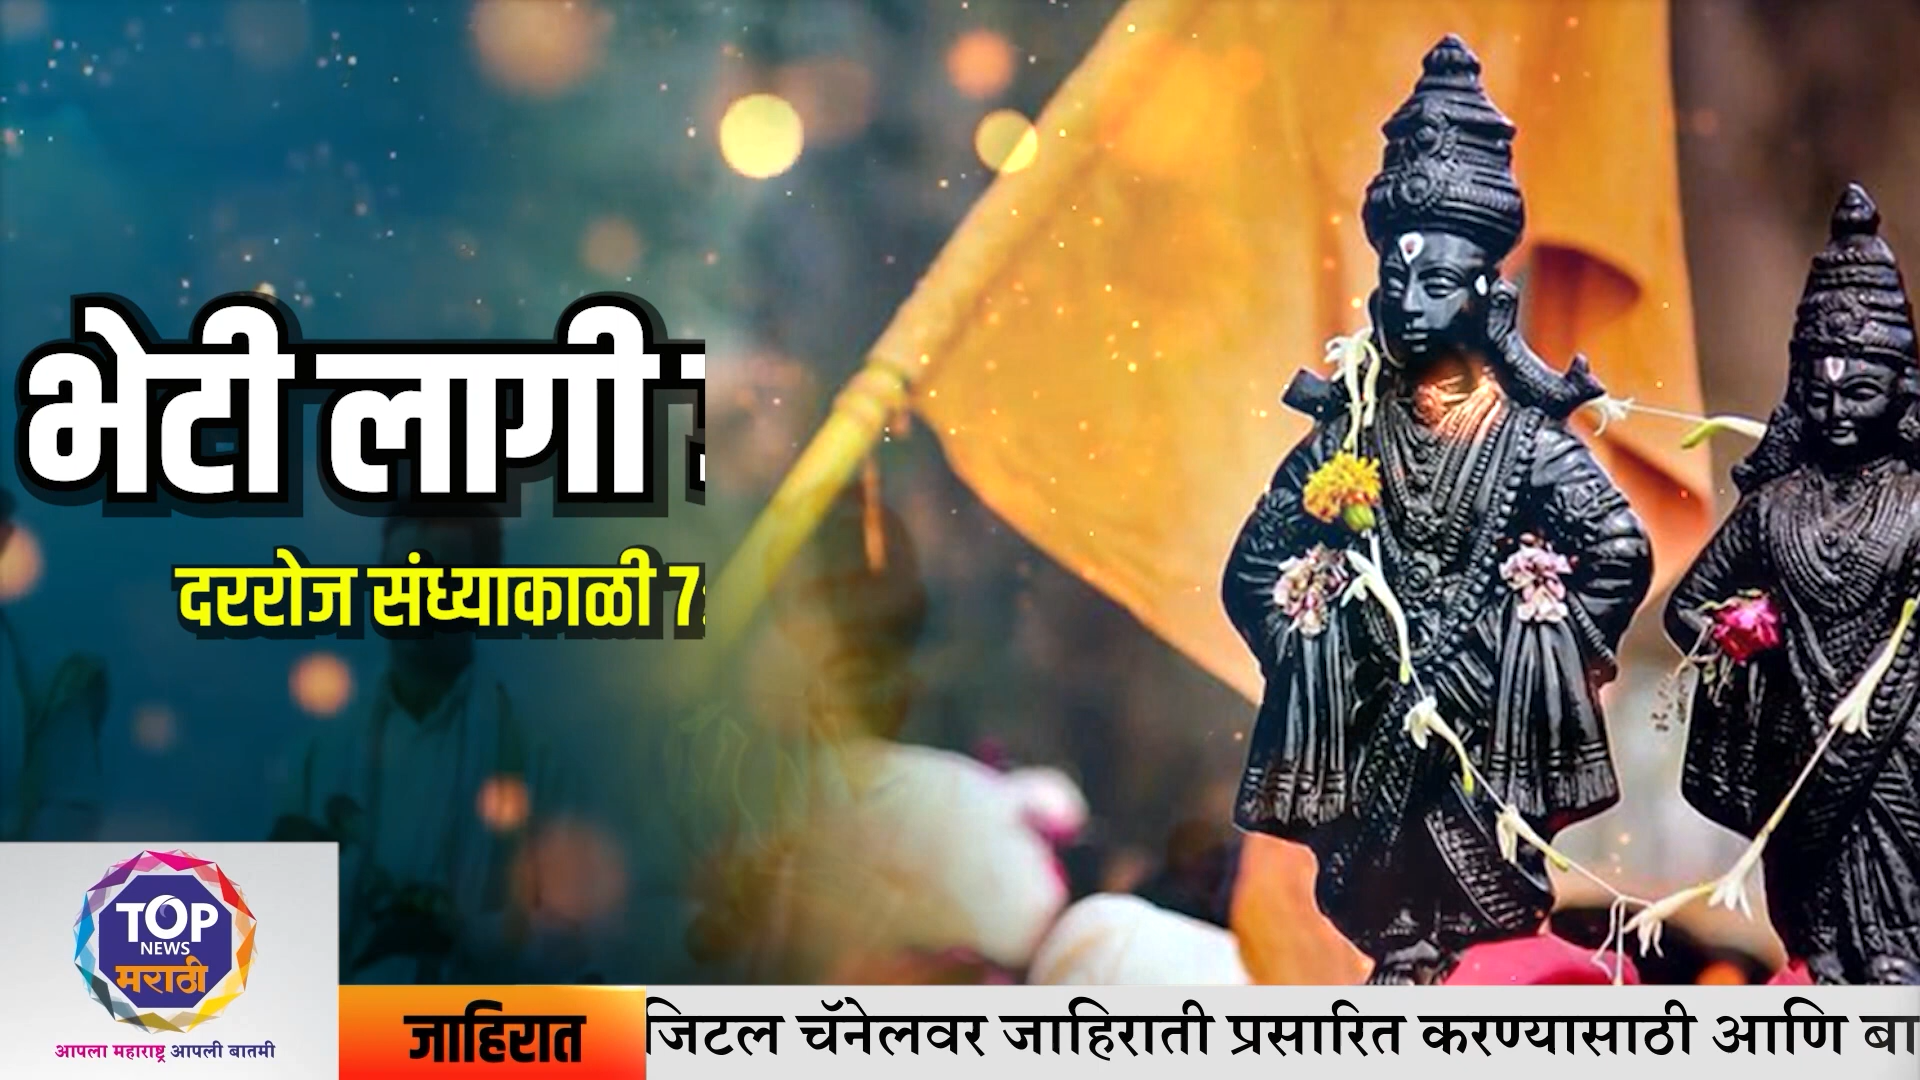 भेटी लागी
दररोज संध्याकाळी 7:
TOP
NEWS
मराठी
आपला महाराष्ट्र आपली बातमी
जाहिरात
जिटल चॅनेलवर जाहिराती प्रसारित करण्यासाठी आणि बा